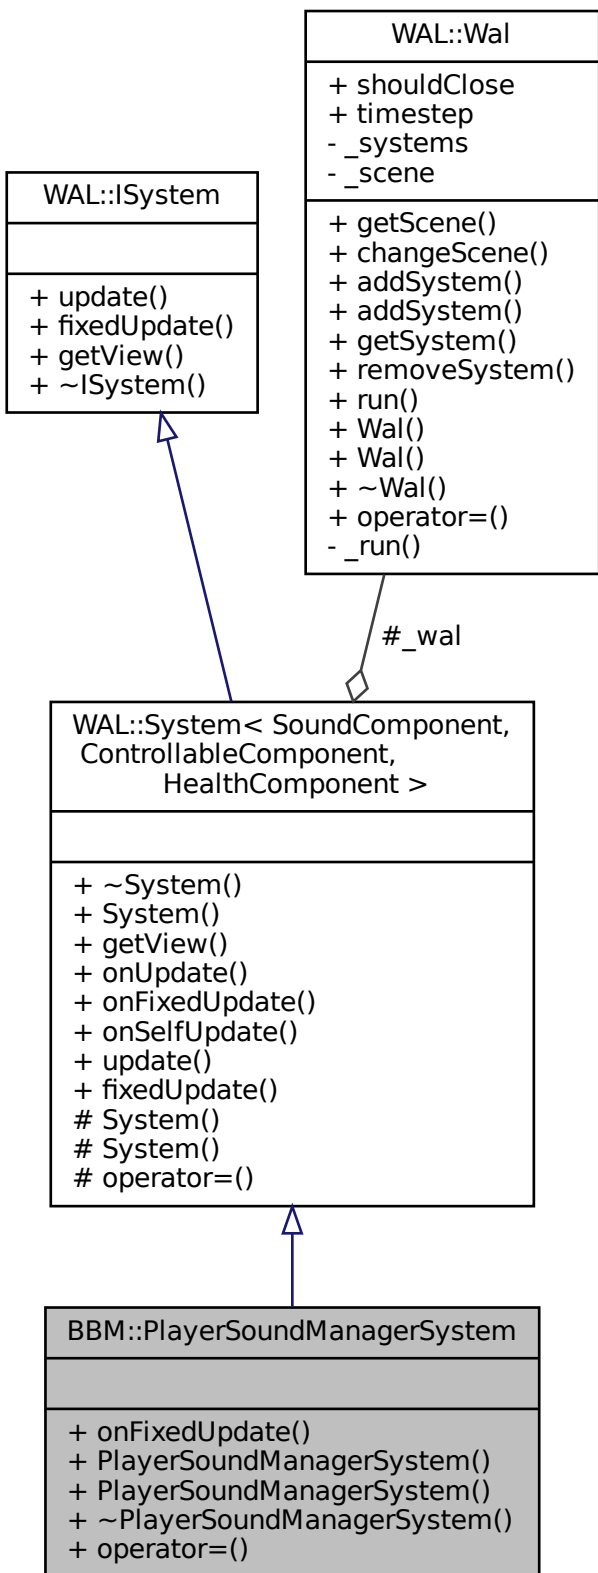 WAL::Wal
+ shouldClose
+ timestep
- _systems
- _scene
+ getScene()
+ changeScene()
+ addSystem()
+ addSystem()
+ getSystem()
+ removeSystem()
+ run()
+ Wal()
+ Wal()
+ ~Wal()
+ operator=()
- _run()
WAL::ISystem
+ update()
+ fixedUpdate()
+ getView()
+ ~ISystem()
#_wal
WAL::System< SoundComponent,
ControllableComponent,
HealthComponent >
+ ~System()
+ System()
+ getView()
+ onUpdate()
+ onFixedUpdate()
+ onSelfUpdate()
+ update()
+ fixedUpdate()
# System()
# System()
# operator=()
BBM::PlayerSoundManagerSystem
+ onFixedUpdate()
+ PlayerSoundManagerSystem()
+ PlayerSoundManagerSystem()
+ ~PlayerSoundManagerSystem()
+ operator=()